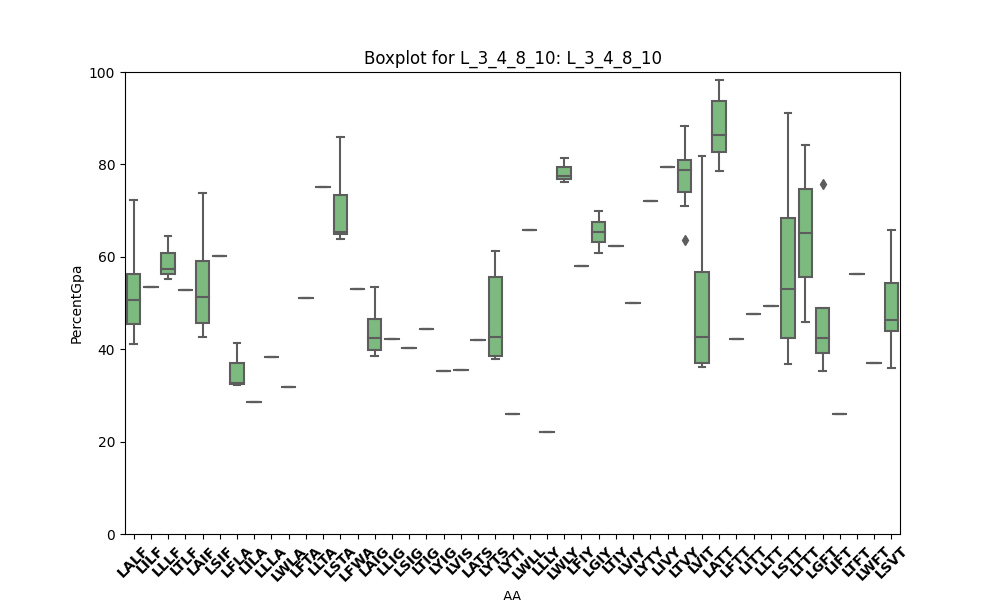 Boxplot for L_3_4_8_10: L_3_4_8_10
PercentGpa
100
80
60
40
20
0
LALF LILF LLLF LTLF LAIF LSIF LFLA LILA LLLA LWLA LFTA LLTA LSTA LFWA LAIG LLIG LSIG LTIG LYIG LVIS LATS LYTS LYTI LWLL LLLY LWLY LFIY LGIY LTIY LVIY LYTY LIVY LTVY LVIT LATT LFTT LITT LLTT LSTT LTTT LGFT LIFT LTFT LWFT LSVT
AA